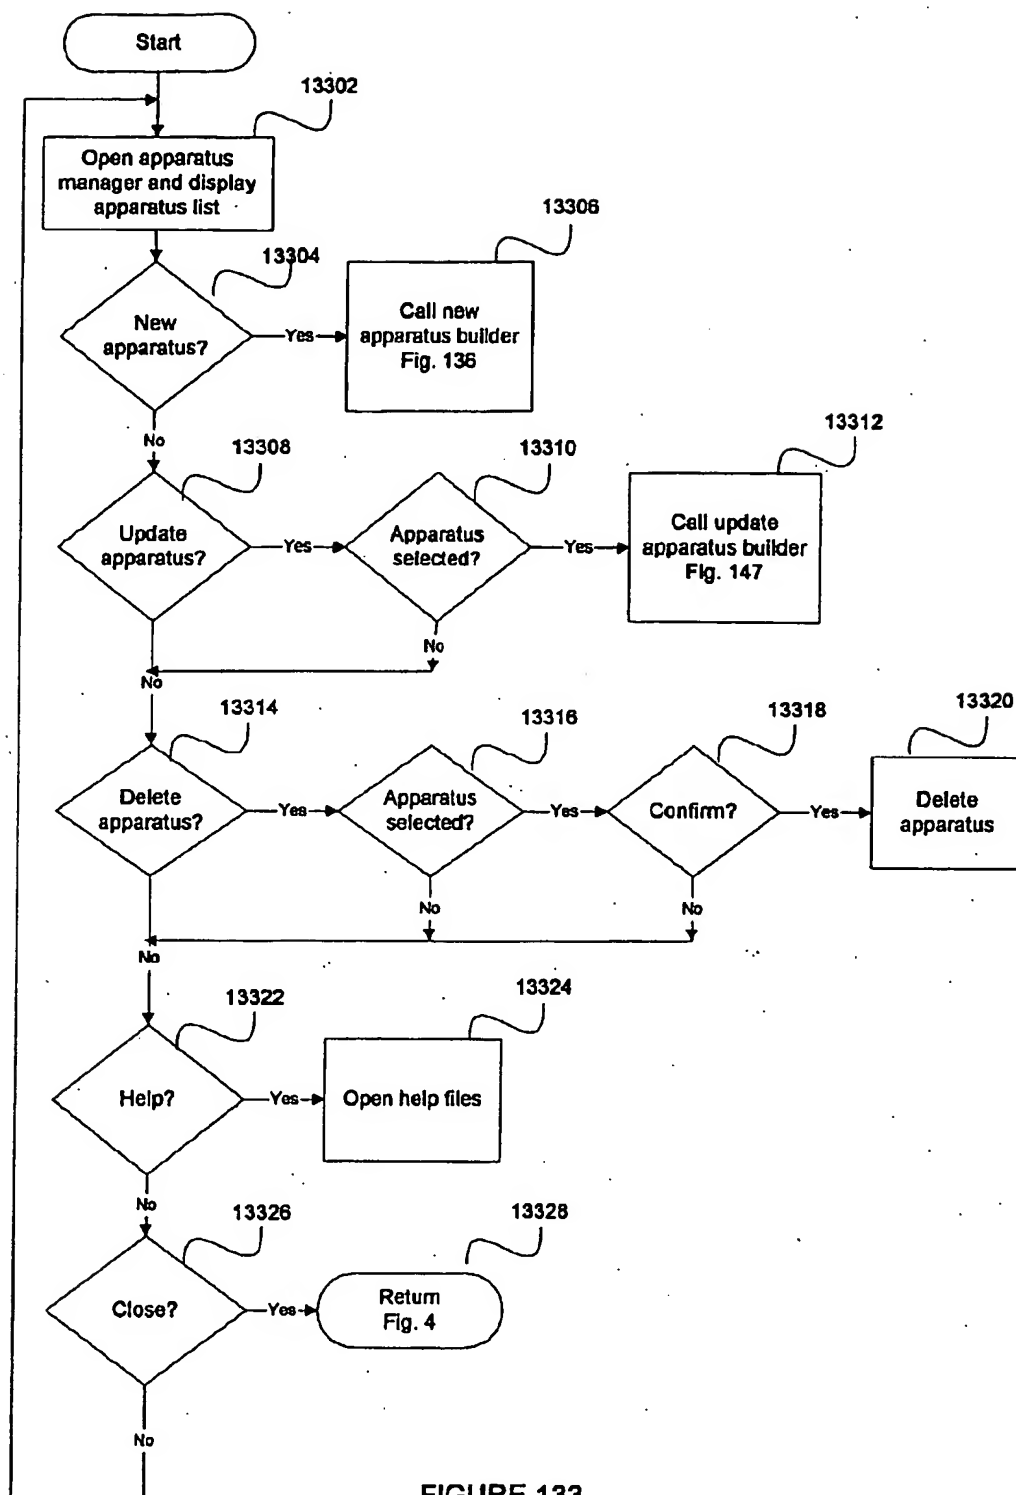 Start
13302
Open apparatus
manager and display
apparatus list
13304
13306
New
apparatus?
Yes
Call new
apparatus builder
Fig. 136
No
13308
13310
13312
Update
apparatus?
Yes
Apparatus
selected?
Yes
Call update
apparatus builder
Fig. 147
No
No
13314
13316
13318
13320
Delete
apparatus?
Yes
Apparatus
selected?
Yes
Confirm?
Yes
Delete
apparatus
No
No
No
13322
13324
Help?
Yes
Open help files
No
13326
13328
Close?
Yes
Return
Fig. 4
No
FIGURE 133